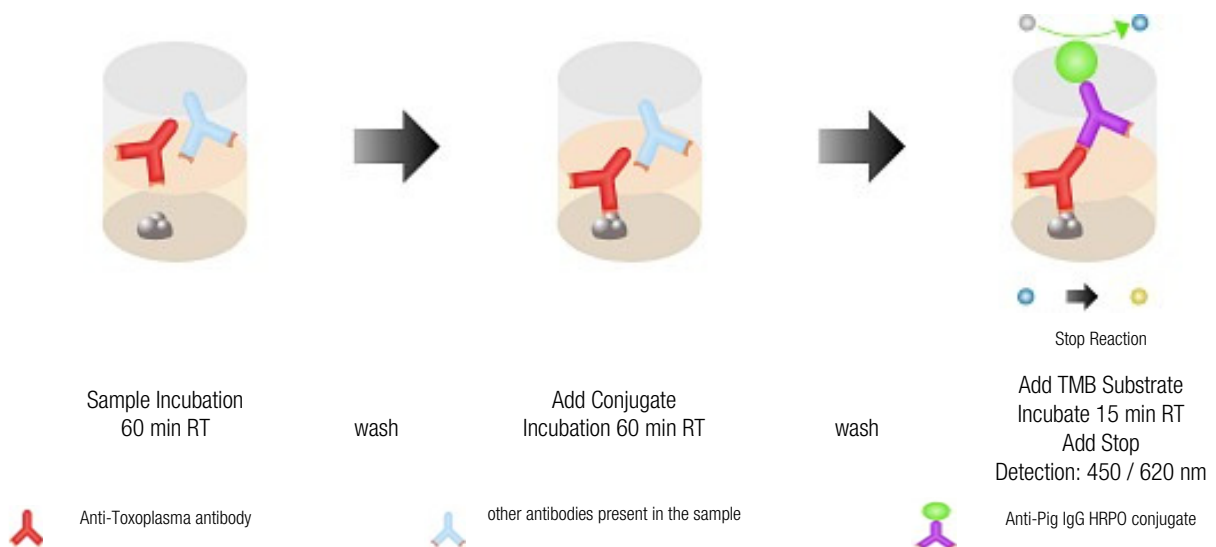 Stop Reaction
Sample Incubation
60 min RT
wash
Add Conjugate
Incubation 60 min RT
wash
Add TMB Substrate
Incubate 15 min RT
Add Stop
Detection: 450 / 620 nm
Anti-Toxoplasma antibody
other antibodies present in the sample
Anti-Pig IgG HRPO conjugate